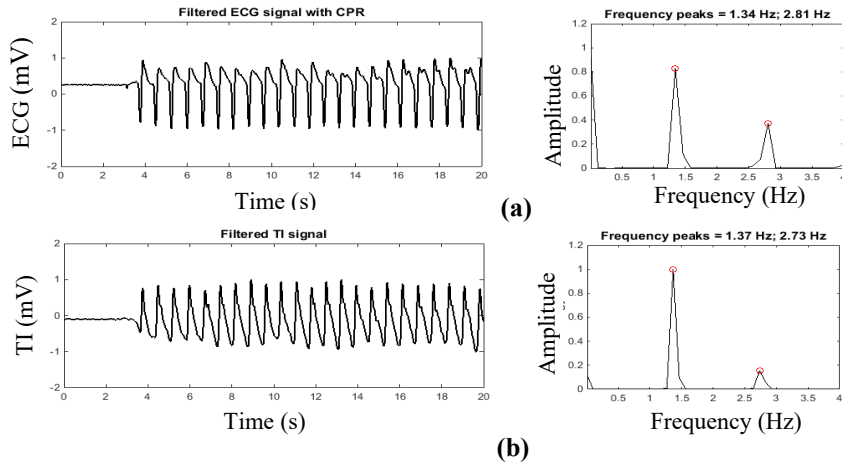 Filtered ECG signal with CPR
ECG (mV)
2
1
0
-1
-2
0 2 4 6 8 10 12 14 16 18 20
Time (s)
Frequency peaks = 1.34 Hz; 2.81 Hz
Amplitude
1.2
1
0.8
0.6
0.4
0.2
0
0.5 1 1.5 2 2.5 3 3.5 4
Frequency (Hz)
(a)
Filtered TI signal
TI (mV)
2
1
0
-1
-2
0 2 4 6 8 10 12 14 16 18 20
Time (s)
Frequency peaks = 1.37 Hz; 2.73 Hz
Amplitude
1.2
1
0.8
0.6
0.4
0.2
0
0.5 1 1.5 2 2.5 3 3.5 4
Frequency (Hz)
(b)